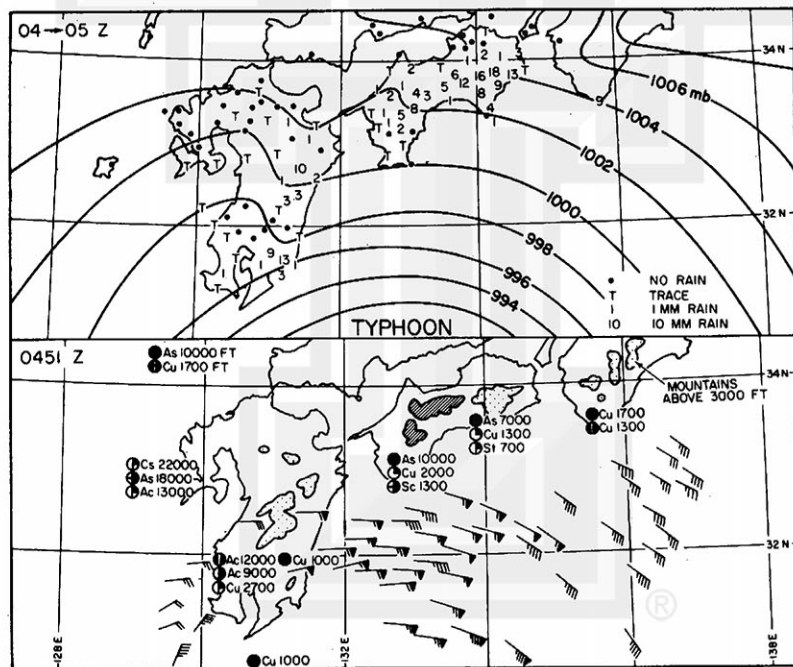 04→05 Z
34N
1006 mb
1004
1002
1000
32N
998
996
994
• NO RAIN
T TRACE
1 1 MM RAIN
10 10 MM RAIN
TYPHOON
0451 Z
As 10000 FT
Cu 1700 FT
34N
MOUNTAINS
ABOVE 3000 FT
As 7000
Cu 1300
St 700
Cu 1700
Cu 1300
As 10000
Cu 2000
Sc 1300
Cs 22000
As 18000
Ac 13000
32N
Ac 12000
Ac 9000
Cu 2700
Cu 1000
Cu 1000
128E
132E
138E
®